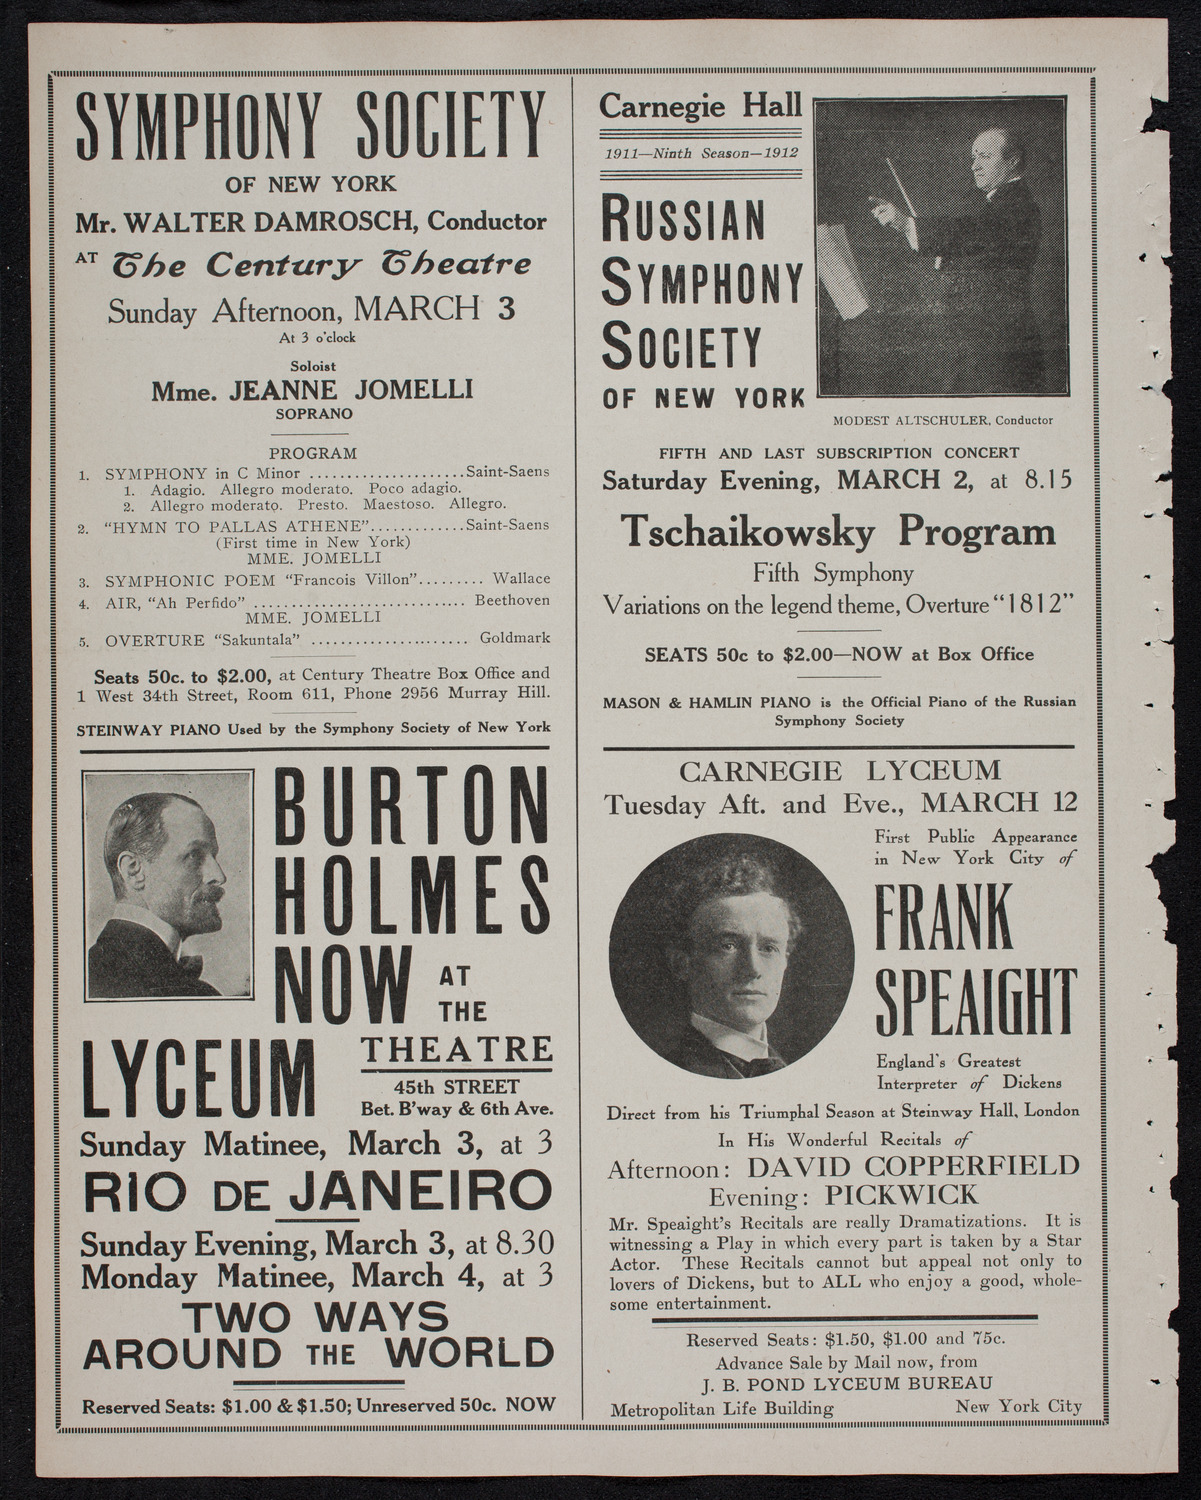 SYMPHONY SOCIETY
OF NEW YORK
Mr. WALTER DAMROSCH, Conductor
AT The Century Theatre
Sunday Afternoon, MARCH 3
At 3 o'clock
Soloist
Mme. JEANNE JOMELLI
SOPRANO
PROGRAM
1. SYMPHONY in C Minor .....................Saint-Saens
1. Adagio. Allegro moderato. Poco adagio.
2. Allegro moderato. Presto. Maestoso. Allegro.
2. "HYMN TO PALLAS ATHENE".............Saint-Saens
(First time in New York)
MME. JOMELLI
3. SYMPHONIC POEM "Francois Villon"......... Wallace
4. AIR, "Ah Perfido" ............................ Beethoven
MME. JOMELLI
5. OVERTURE "Sakuntala" ..................... Goldmark
Seats 50c. to $2.00, at Century Theatre Box Office and
1 West 34th Street, Room 611, Phone 2956 Murray Hill.
STEINWAY PIANO Used by the Symphony Society of New York
BURTON
HOLMES
NOW AT
THE
LYCEUM THEATRE
45th STREET
Bet. B'way & 6th Ave.
Sunday Matinee, March 3, at 3
RIO DE JANEIRO
Sunday Evening, March 3, at 8.30
Monday Matinee, March 4, at 3
TWO WAYS
AROUND THE WORLD
Reserved Seats: $1.00 & $1.50; Unreserved 50c. NOW
Carnegie Hall
1911—Ninth Season—1912
RUSSIAN
SYMPHONY
SOCIETY
OF NEW YORK
MODEST ALTSCHULER, Conductor
FIFTH AND LAST SUBSCRIPTION CONCERT
Saturday Evening, MARCH 2, at 8.15
Tschaikowsky Program
Fifth Symphony
Variations on the legend theme, Overture "1812"
SEATS 50c to $2.00—NOW at Box Office
MASON & HAMLIN PIANO is the Official Piano of the Russian
Symphony Society
CARNEGIE LYCEUM
Tuesday Aft. and Eve., MARCH 12
First Public Appearance
in New York City of
FRANK
SPEAIGHT
England's Greatest
Interpreter of Dickens
Direct from his Triumphal Season at Steinway Hall, London
In His Wonderful Recitals of
Afternoon: DAVID COPPERFIELD
Evening: PICKWICK
Mr. Speaight's Recitals are really Dramatizations. It is
witnessing a Play in which every part is taken by a Star
Actor. These Recitals cannot but appeal not only to
lovers of Dickens, but to ALL who enjoy a good, whole-
some entertainment.
Reserved Seats: $1.50, $1.00 and 75c.
Advance Sale by Mail now, from
J. B. POND LYCEUM BUREAU
Metropolitan Life Building New York City